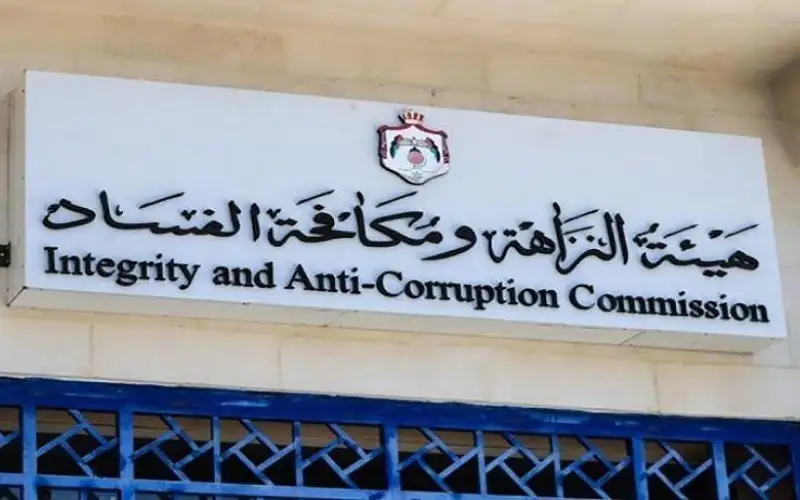 هيئة النزاهة ومكافحة الفساد
Integrity and Anti-Corruption Commission